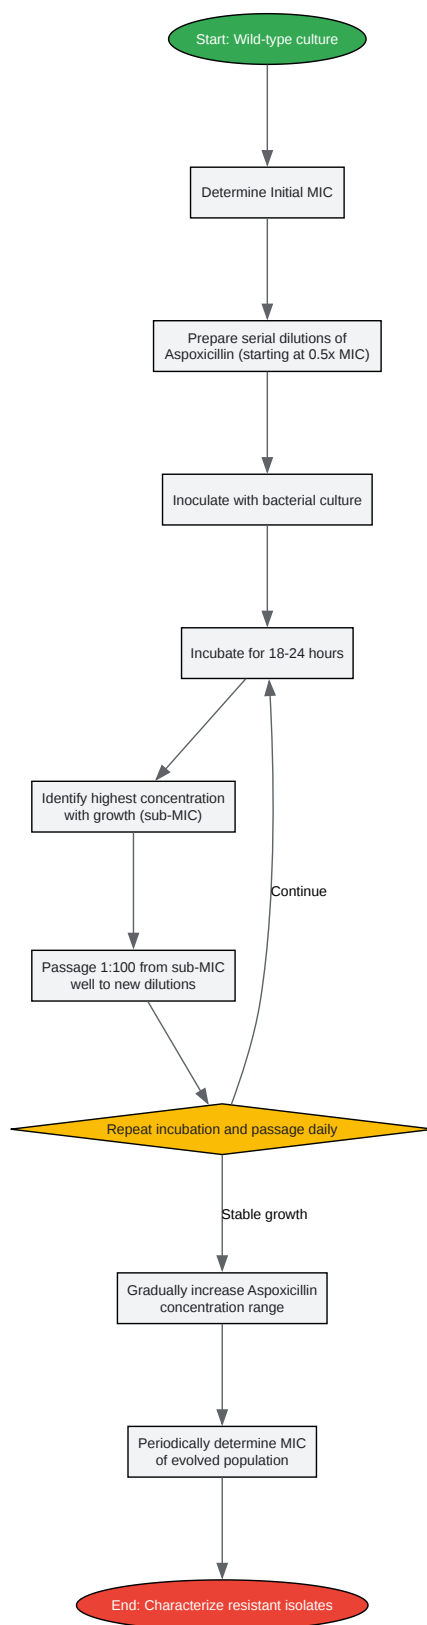 Start: Wild-type culture
Determine Initial MIC
Prepare serial dilutions of
Aspoxicillin (starting at 0.5x MIC)
Inoculate with bacterial culture
Incubate for 18-24 hours
Identify highest concentration
with growth (sub-MIC)
Continue
Passage 1:100 from sub-MIC
well to new dilutions
Repeat incubation and passage daily
Stable growth
Gradually increase Aspoxicillin
concentration range
Periodically determine MIC
of evolved population
End: Characterize resistant isolates